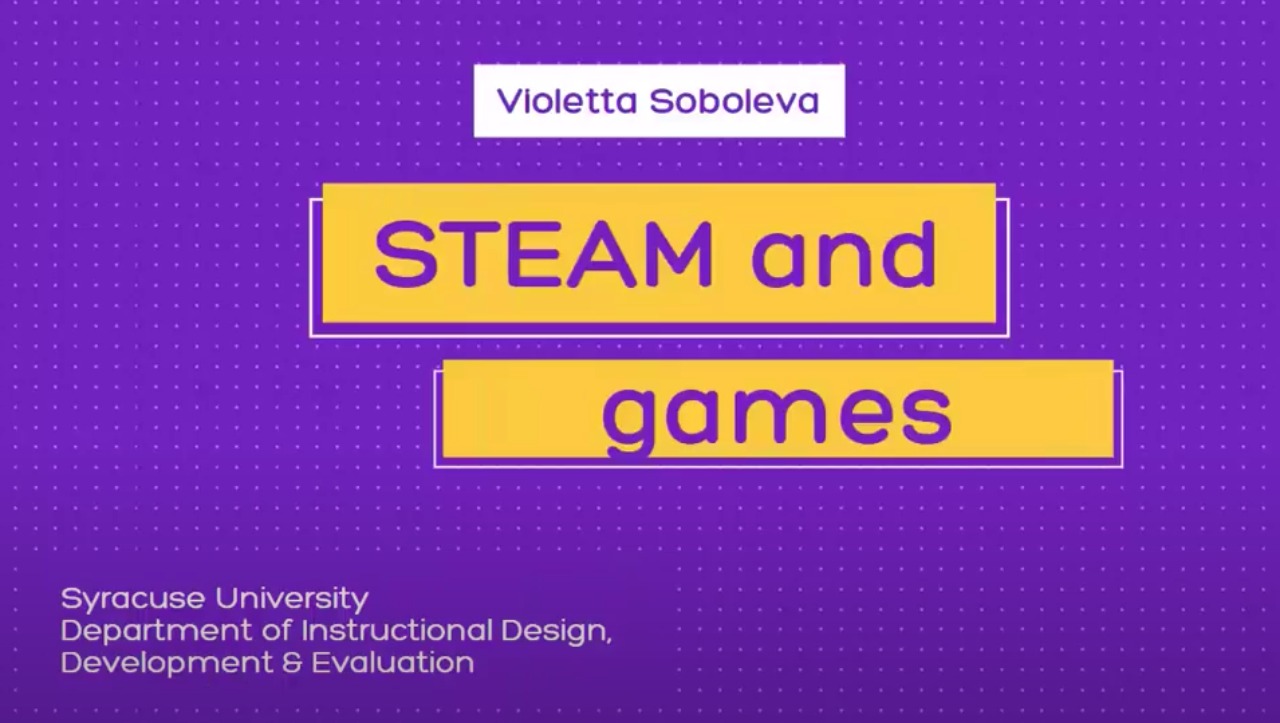 Violetta Soboleva
STEAM and
games
Syracuse University
Department of Instructional Design,
Development & Evaluation